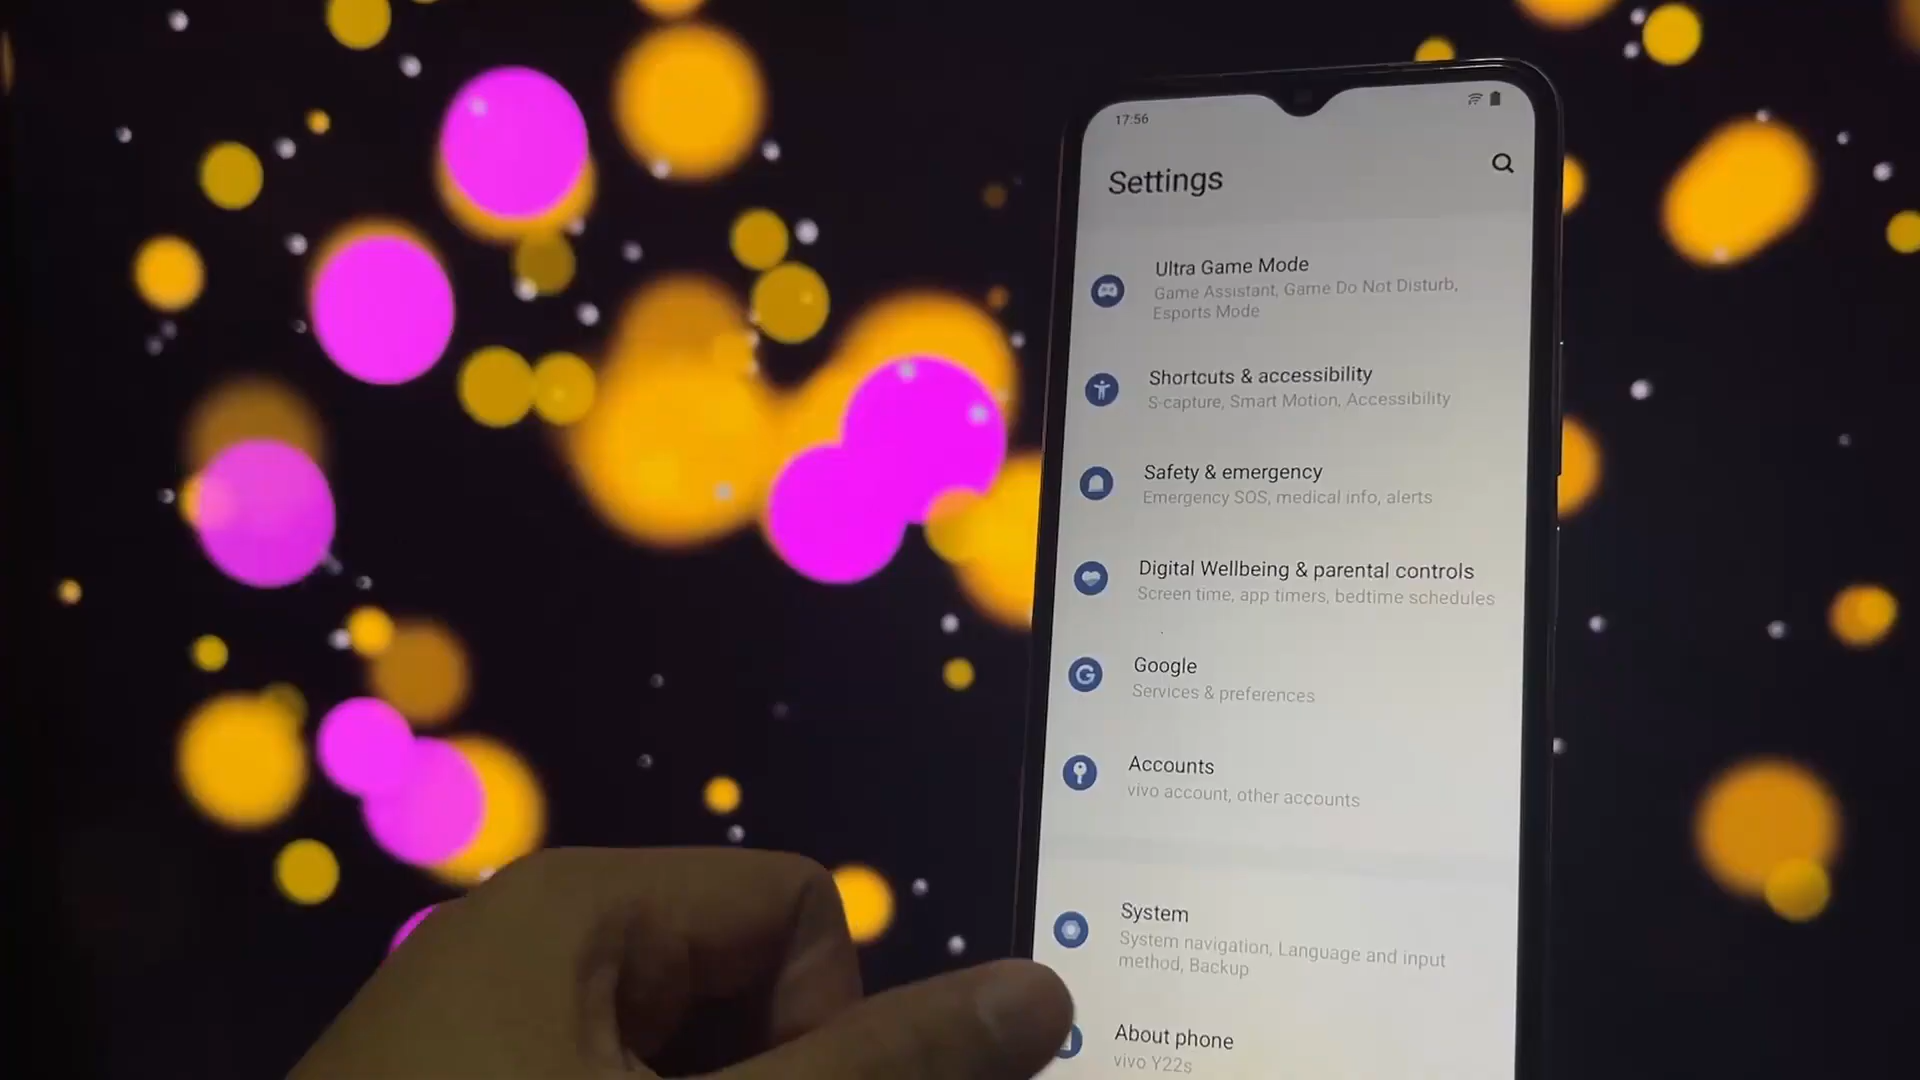 17:56
Settings
Ultra Game Mode
Game Assistant, Game Do Not Disturb,
Esports Mode
Shortcuts & accessibility
S-capture, Smart Motion, Accessibility
Safety & emergency
Emergency SOS, medical info, alerts
Digital Wellbeing & parental controls
Screen time, app timers, bedtime schedules
Google
Services & preferences
Accounts
vivo account, other accounts
System
System navigation, Language and input
method, Backup
About phone
vivo Y22s